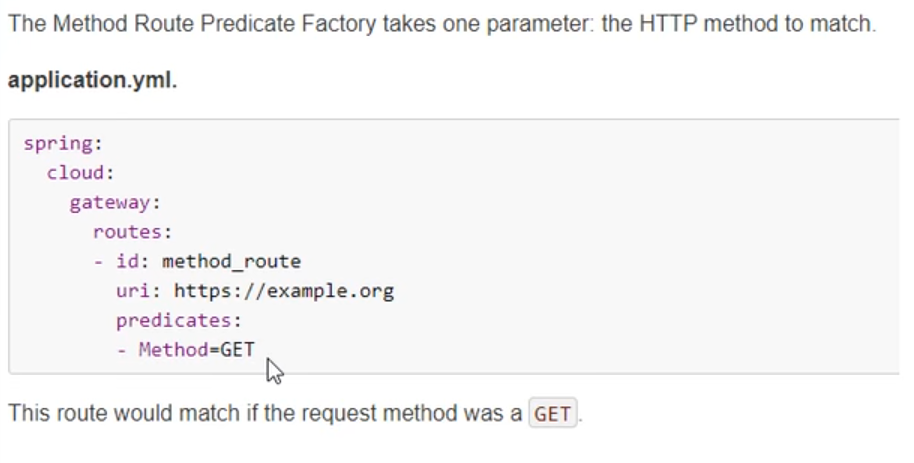 The Method Route Predicate Factory takes one parameter: the HTTP method to match.
application.yml.
spring:
  cloud:
    gateway:
      routes:
      - id: method_route
        uri: https://example.org
        predicates:
        - Method=GET
This route would match if the request method was a GET.